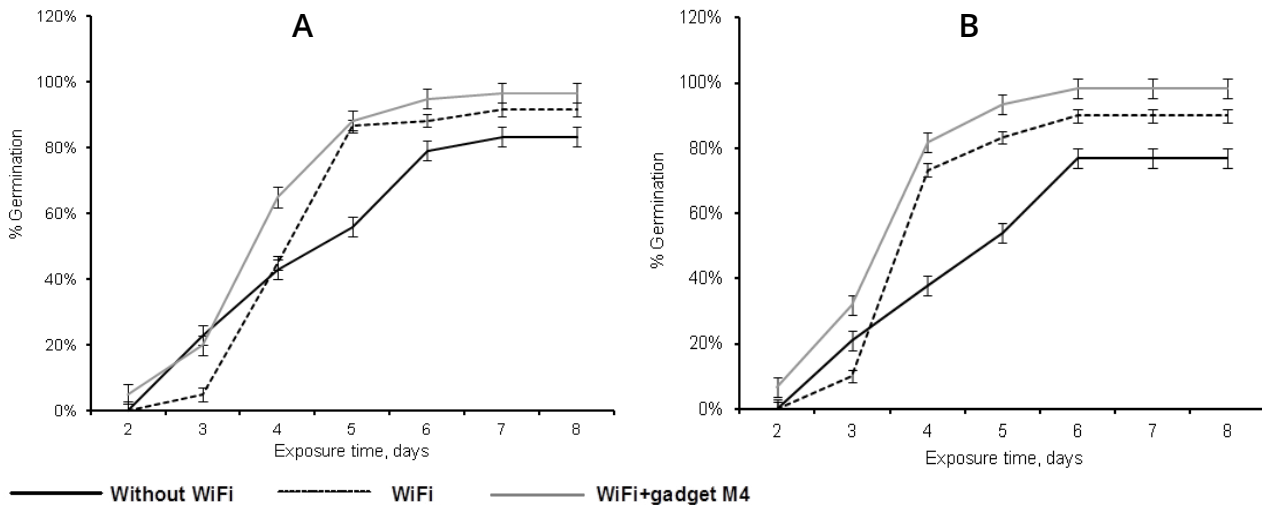 A
120%
100%
80%
60%
40%
20%
0%
% Germination
2 3 4 5 6 7 8
Exposure time, days
B
120%
100%
80%
60%
40%
20%
0%
% Germination
2 3 4 5 6 7 8
Exposure time, days
Without WiFi WiFi WiFi+gadget M4